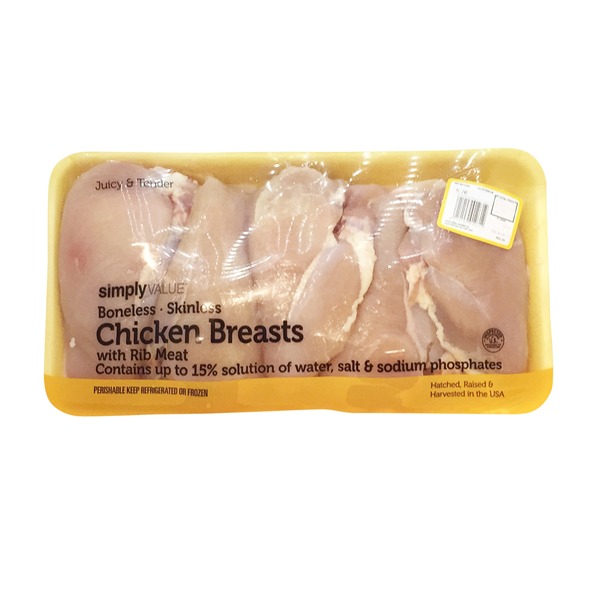 Juicy & Tender
simplyVALUE
Boneless · Skinless
Chicken Breasts
with Rib Meat
Contains up to 15% solution of water, salt & sodium phosphates
PERISHABLE KEEP REFRIGERATED OR FROZEN
Hatched, Raised &
Harvested in the USA